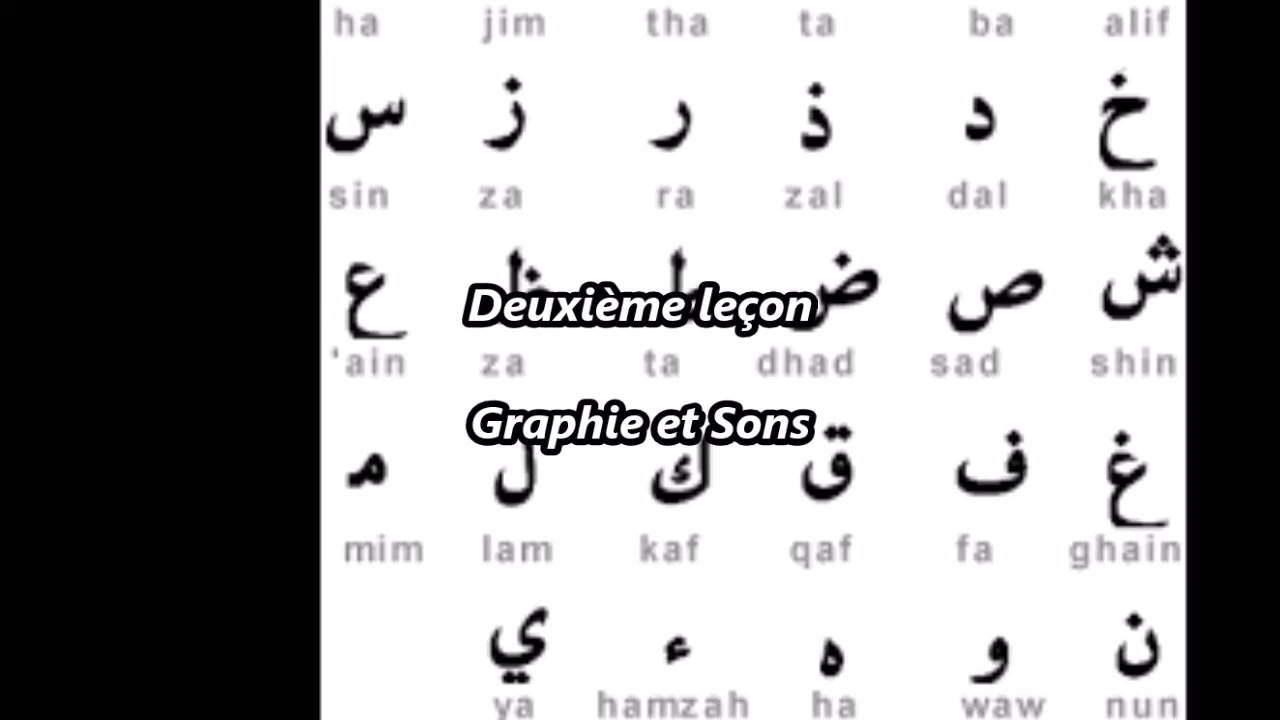 ha jim tha ta ba alif
س ز ر ذ د خ
sin za ra zal dal kha
ع ظ ط ض ص ش
Deuxième leçon
'ain za ta dhad sad shin
Graphie et Sons
م ل ك ق ف غ
mim lam kaf qaf fa ghain
ي ء ه و ن
ya hamzah ha waw nun